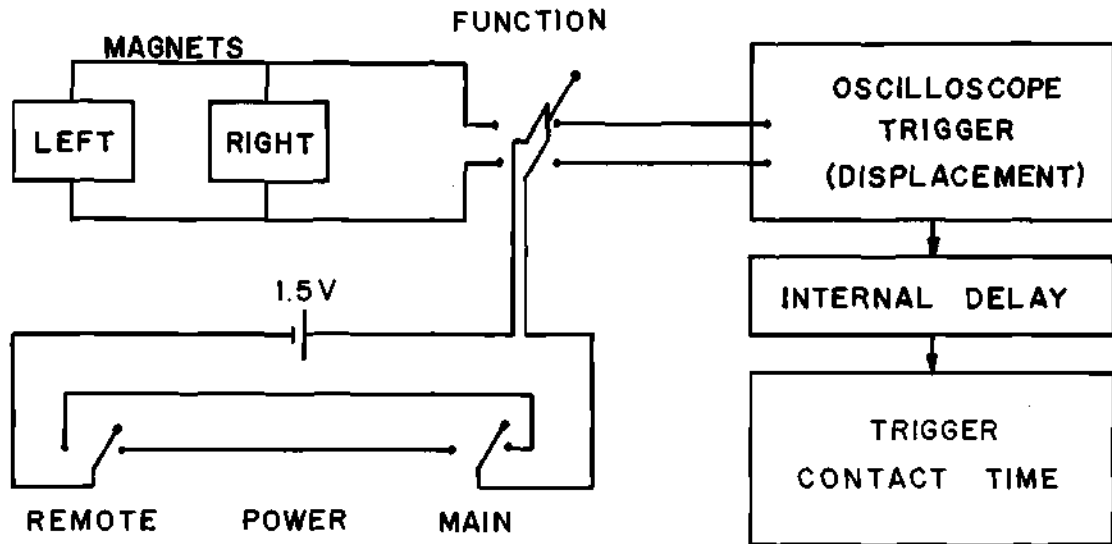 FUNCTION
MAGNETS
LEFT
RIGHT
OSCILLOSCOPE
TRIGGER
(DISPLACEMENT)
1.5V
INTERNAL DELAY
TRIGGER
CONTACT TIME
REMOTE POWER MAIN